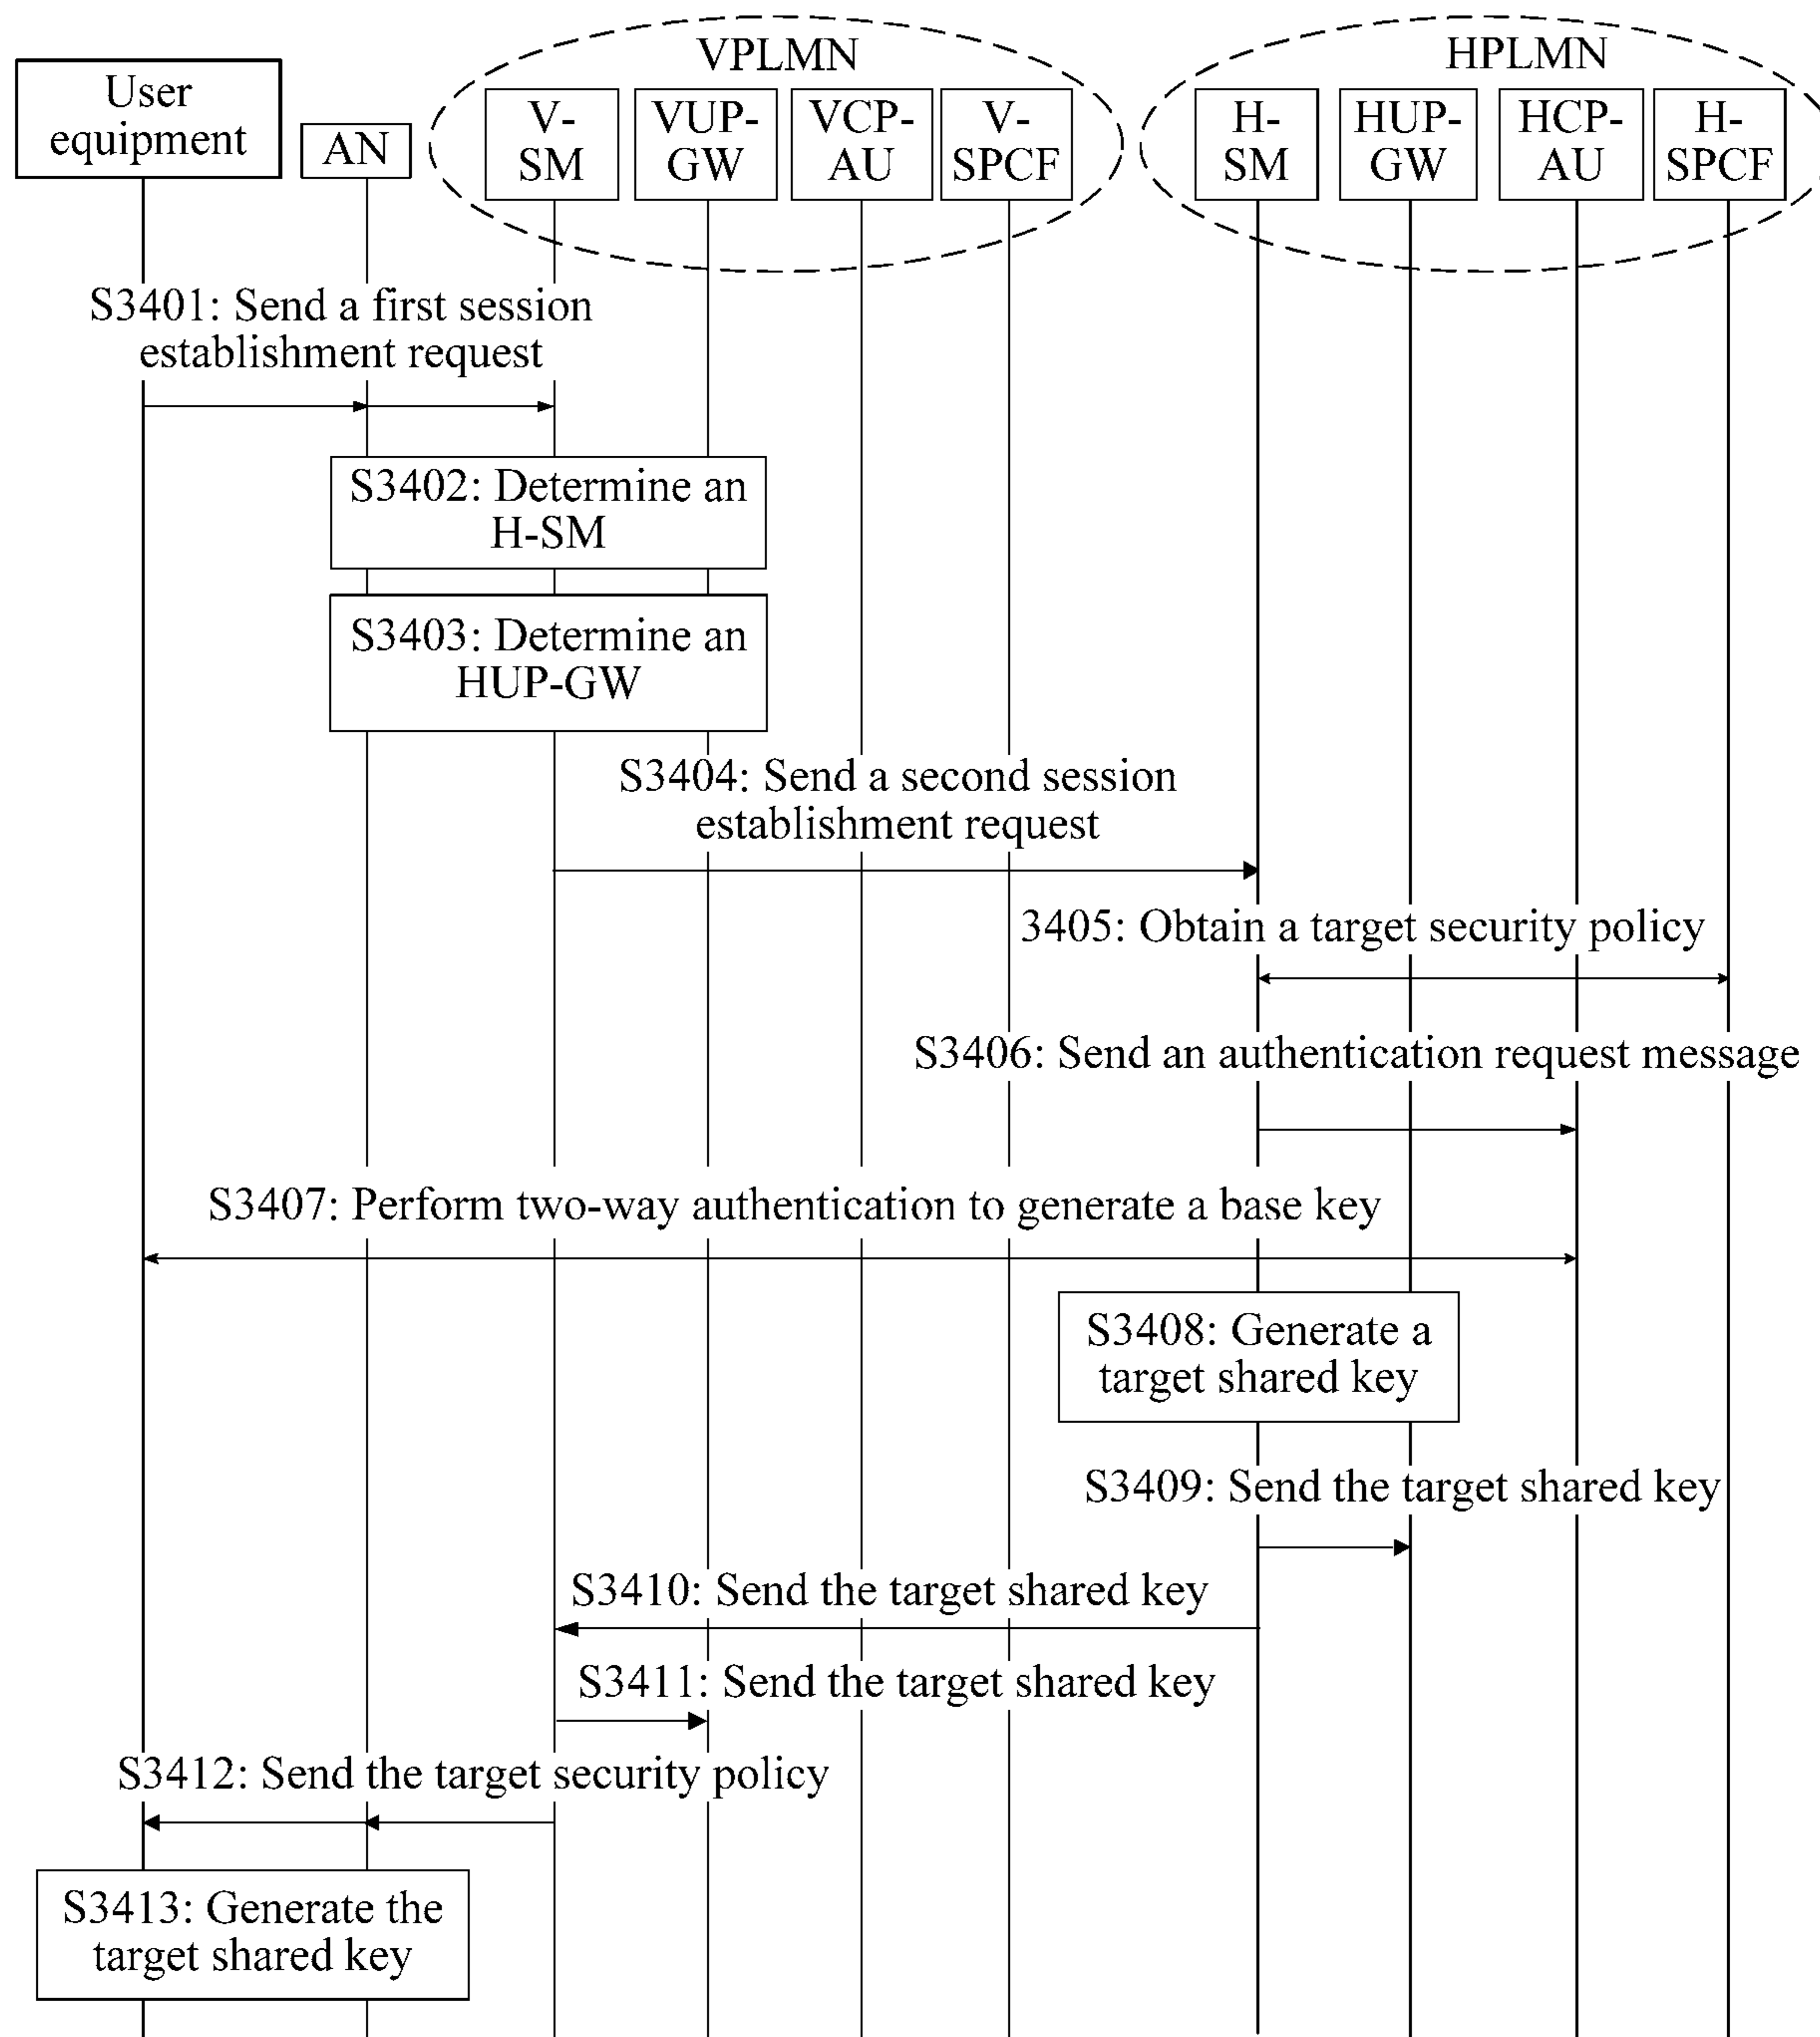 VPLMN
HPLMN
User
equipment
AN
V-
SM
VUP-
GW
VCP-
AU
V-
SPCF
H-
SM
HUP-
GW
HCP-
AU
H-
SPCF
S3401: Send a first session
establishment request
S3402: Determine an
H-SM
S3403: Determine an
HUP-GW
S3404: Send a second session
establishment request
3405: Obtain a target security policy
S3406: Send an authentication request message
S3407: Perform two-way authentication to generate a base key
S3408: Generate a
target shared key
S3409: Send the target shared key
S3410: Send the target shared key
S3411: Send the target shared key
S3412: Send the target security policy
S3413: Generate the
target shared key